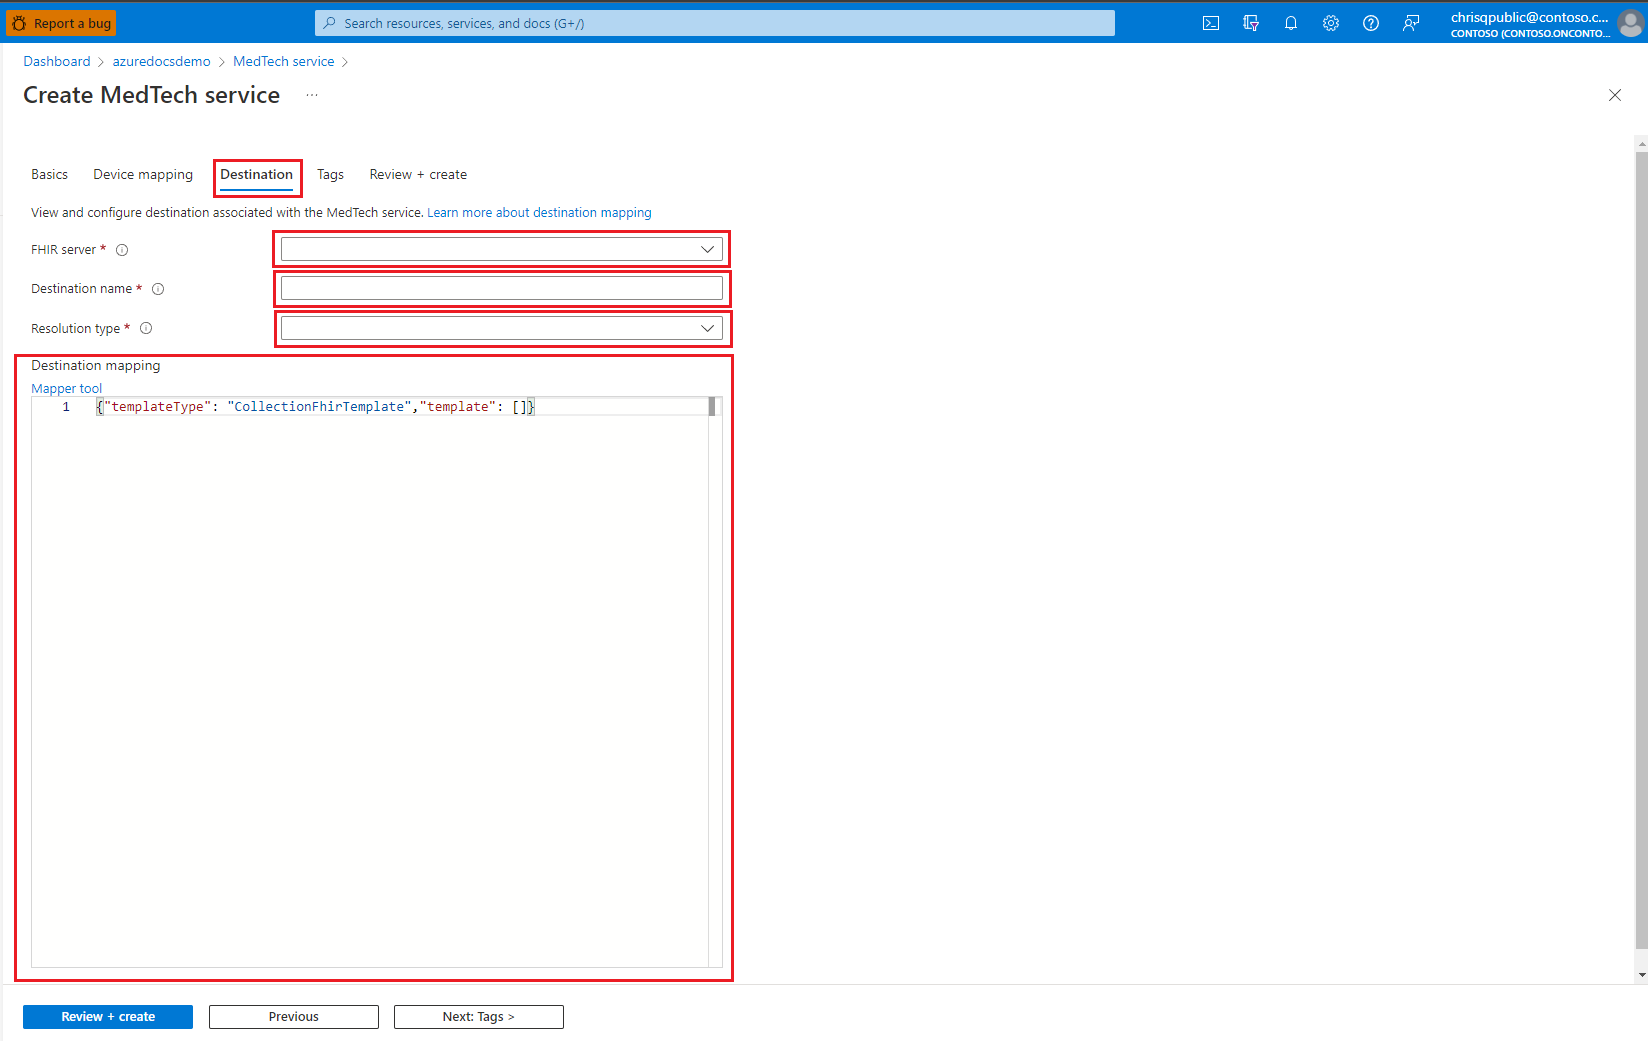 Report a bug
Search resources, services, and docs (G+/)
chrisqpublic@contoso.c...
CONTOSO (CONTOSO.ONCONTO...
Dashboard > azuredocsdemo > MedTech service >
Create MedTech service ...
Basics Device mapping Destination Tags Review + create
View and configure destination associated with the MedTech service. Learn more about destination mapping
FHIR server *
Destination name *
Resolution type *
Destination mapping
Mapper tool
1 {"templateType": "CollectionFhirTemplate","template": []}
Review + create Previous Next: Tags >